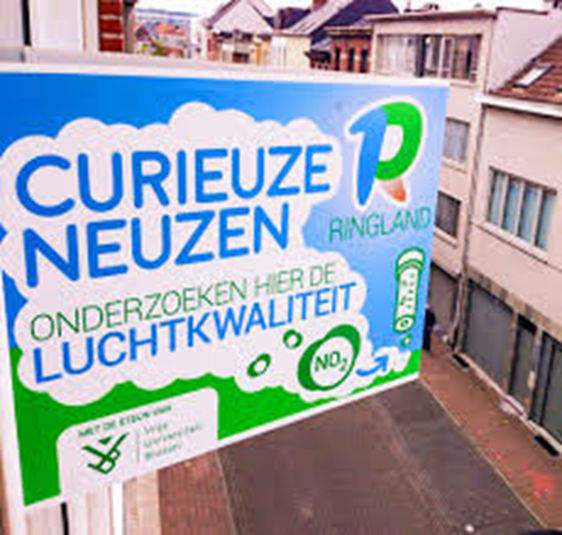 CURIEUZE
NEUZEN
RINGLAND
ONDERZOEKEN HIER DE
LUCHTKWALITEIT
NO2
MET DE STEUN VAN
Vrije
Universiteit
Brussel